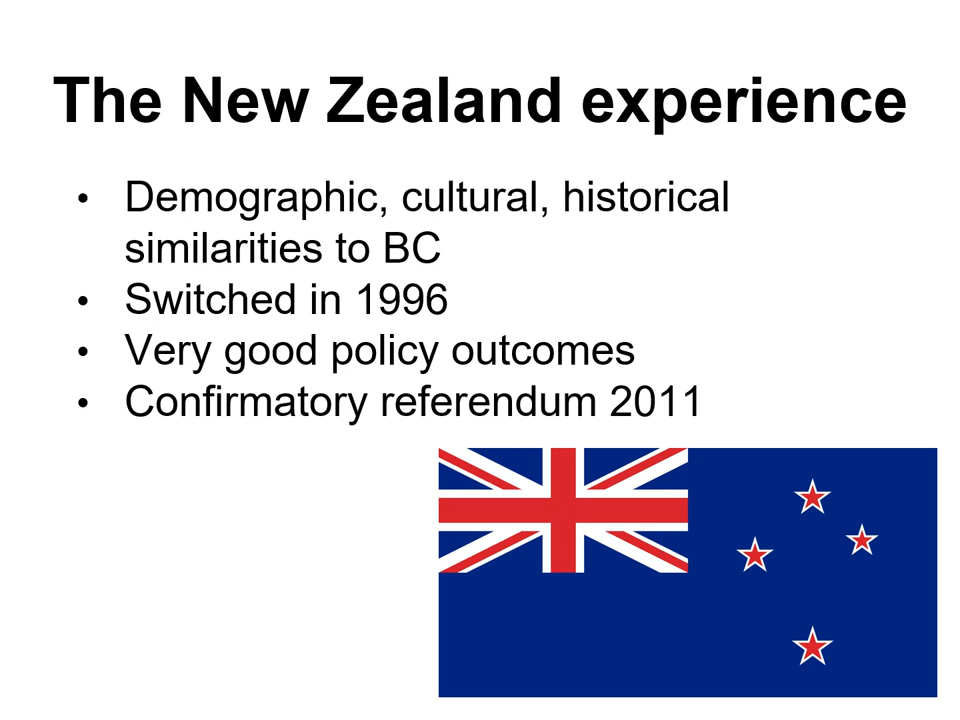 The New Zealand experience
• Demographic, cultural, historical
similarities to BC
• Switched in 1996
• Very good policy outcomes
• Confirmatory referendum 2011